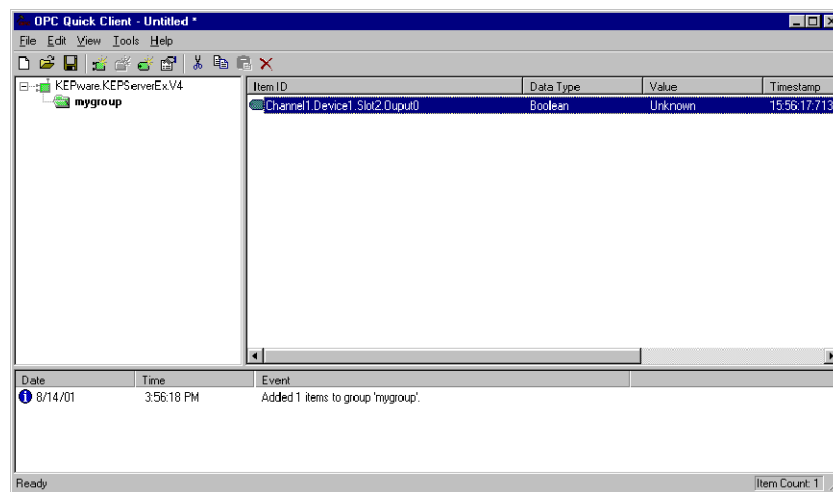 OPC Quick Client - Untitled *
File Edit View Tools Help
KEPware.KEPServerEx.V4
mygroup
Item ID Data Type Value Timestamp
Channel1.Device1.Slot2.Ouput0 Boolean Unknown 15:56:17:713
Date Time Event
8/14/01 3:56:18 PM Added 1 items to group 'mygroup'.
Ready Item Count: 1